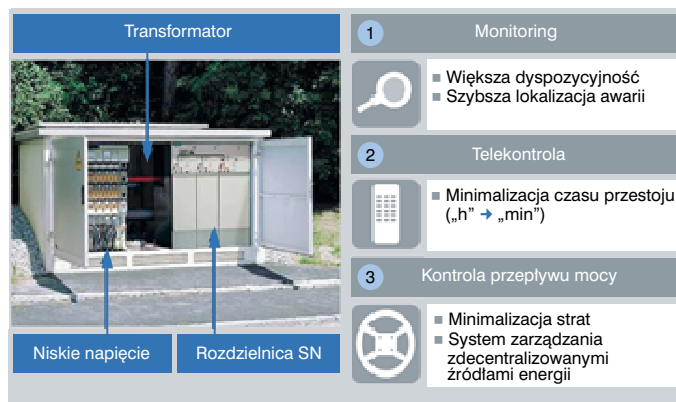 Transformator
Niskie napięcie
Rozdzielnica SN
1
Monitoring
Większa dyspozycyjność
Szybsza lokalizacja awarii
2
Telekontrola
Minimalizacja czasu przestoju
(„h” ➔ „min”)
3
Kontrola przepływu mocy
Minimalizacja strat
System zarządzania
zdecentralizowanymi
źródłami energii